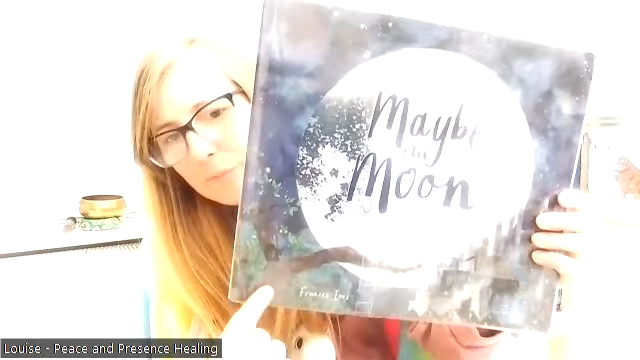 Maybe
the
Moon
Frances Ives
Louise - Peace and Presence Healing